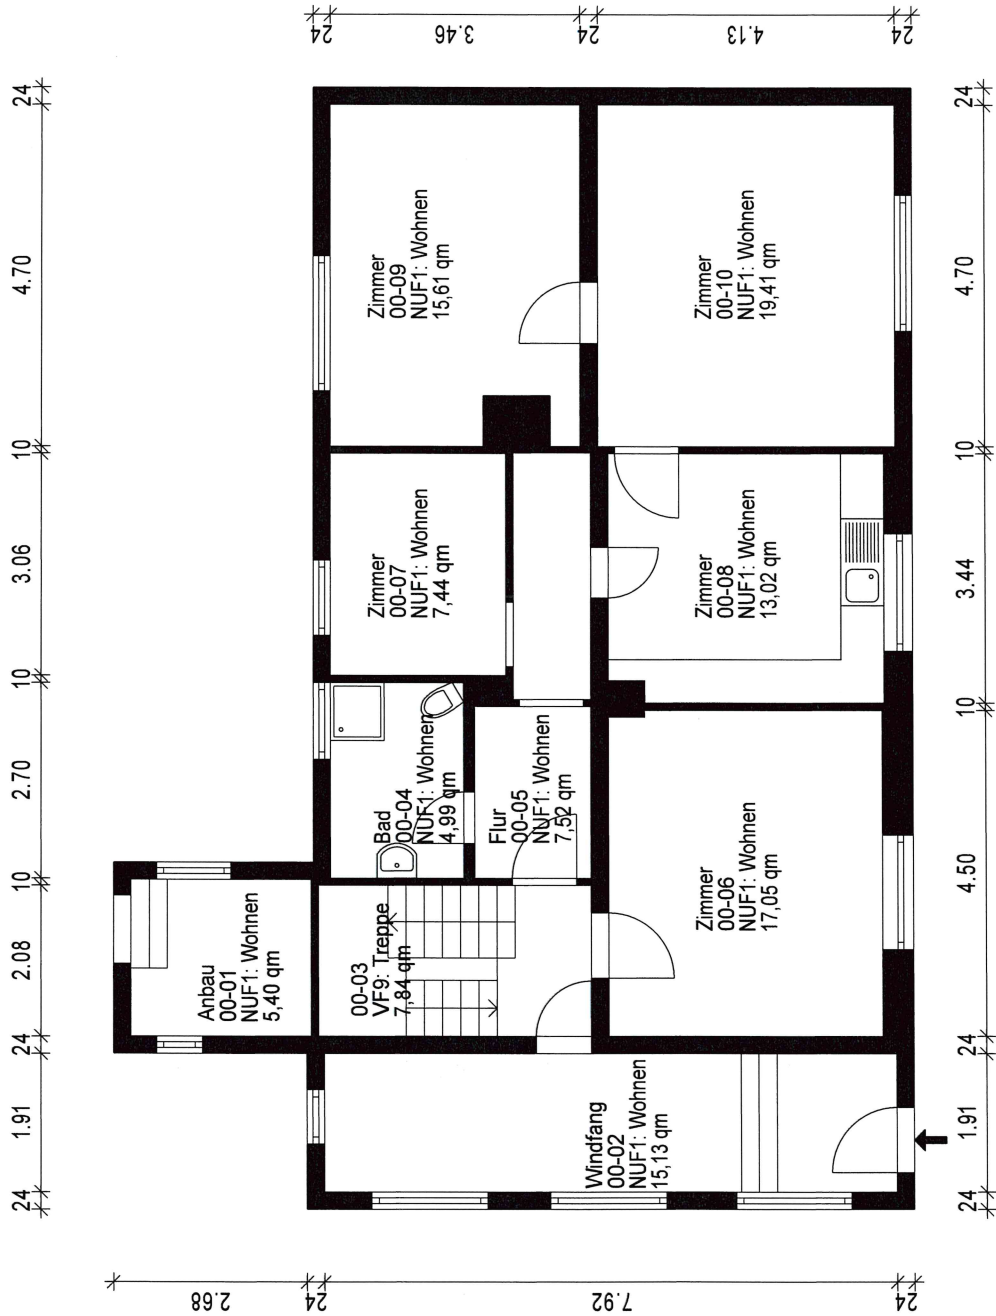 24
3.46
24
4.13
24
24
4.70
10
3.06
10
2.70
10
2.08
24
1.91
24
Zimmer
00-09
NUF1: Wohnen
15,61 qm
Zimmer
00-10
NUF1: Wohnen
19,41 qm
Zimmer
00-07
NUF1: Wohnen
7,44 qm
Zimmer
00-08
NUF1: Wohnen
13,02 qm
Bad
00-04
NUF1: Wohnen
4,99 qm
Flur
00-05
NUF1: Wohnen
7,52 qm
Zimmer
00-06
NUF1: Wohnen
17,05 qm
Anbau
00-01
NUF1: Wohnen
5,40 qm
00-03
VF9: Treppe
7,84 qm
Windfang
00-02
NUF1: Wohnen
15,13 qm
24
4.70
10
3.44
10
4.50
24
1.91
24
2.68
24
7.92
24